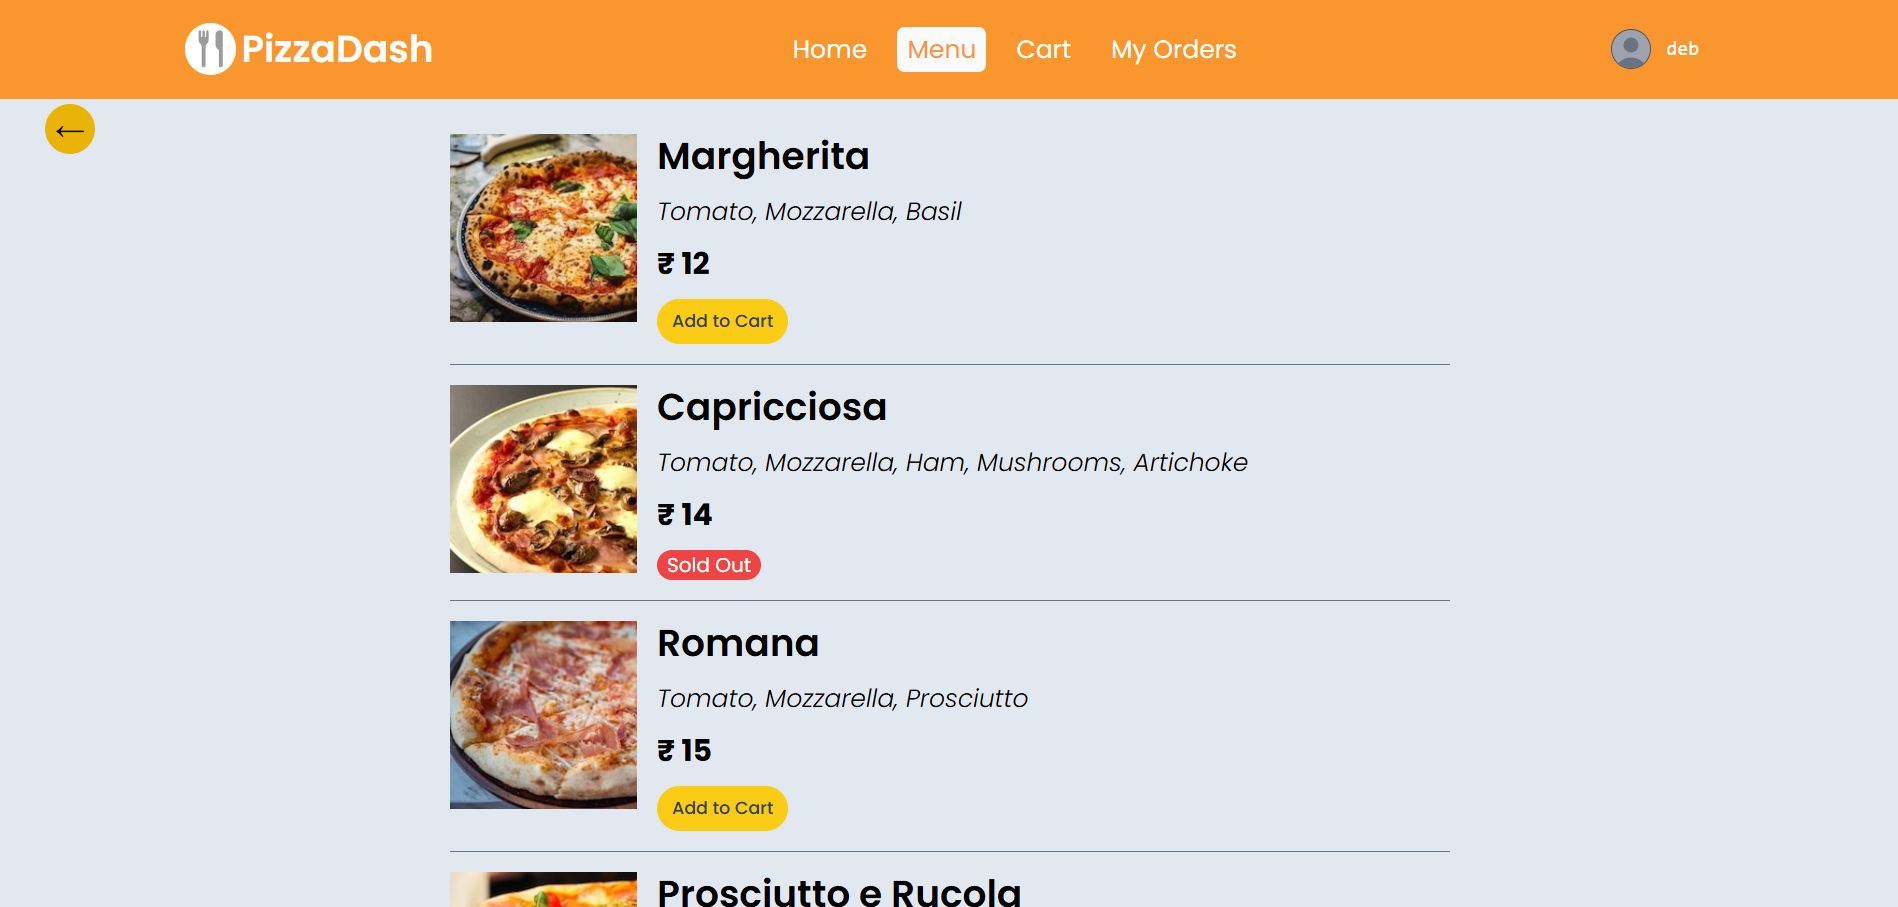 PizzaDash
Home
Menu
Cart
My Orders
deb
←
Margherita
Tomato, Mozzarella, Basil
₹ 12
Add to Cart
Capricciosa
Tomato, Mozzarella, Ham, Mushrooms, Artichoke
₹ 14
Sold Out
Romana
Tomato, Mozzarella, Prosciutto
₹ 15
Add to Cart
Prosciutto e Rucola